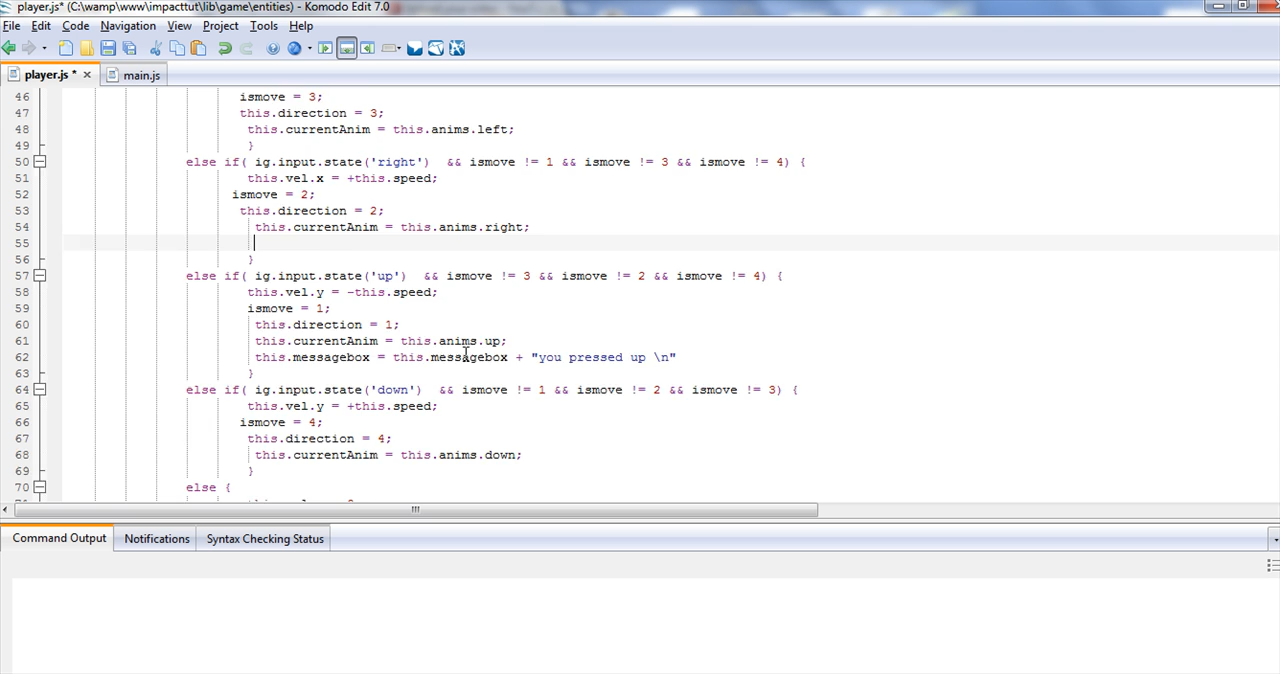 player.js* (C:\wamp\www\impacttut\lib\game\entities) - Komodo Edit 7.0
File Edit Code Navigation View Project Tools Help
player.js * main.js
46 ismove = 3;
47 this.direction = 3;
48 this.currentAnim = this.anims.left;
49 }
50 else if( ig.input.state('right') && ismove != 1 && ismove != 3 && ismove != 4) {
51 this.vel.x = +this.speed;
52 ismove = 2;
53 this.direction = 2;
54 this.currentAnim = this.anims.right;
55
56 }
57 else if( ig.input.state('up') && ismove != 3 && ismove != 2 && ismove != 4) {
58 this.vel.y = -this.speed;
59 ismove = 1;
60 this.direction = 1;
61 this.currentAnim = this.anims.up;
62 this.messagebox = this.messagebox + "you pressed up \n"
63 }
64 else if( ig.input.state('down') && ismove != 1 && ismove != 2 && ismove != 3) {
65 this.vel.y = +this.speed;
66 ismove = 4;
67 this.direction = 4;
68 this.currentAnim = this.anims.down;
69 }
70 else {
Command Output Notifications Syntax Checking Status